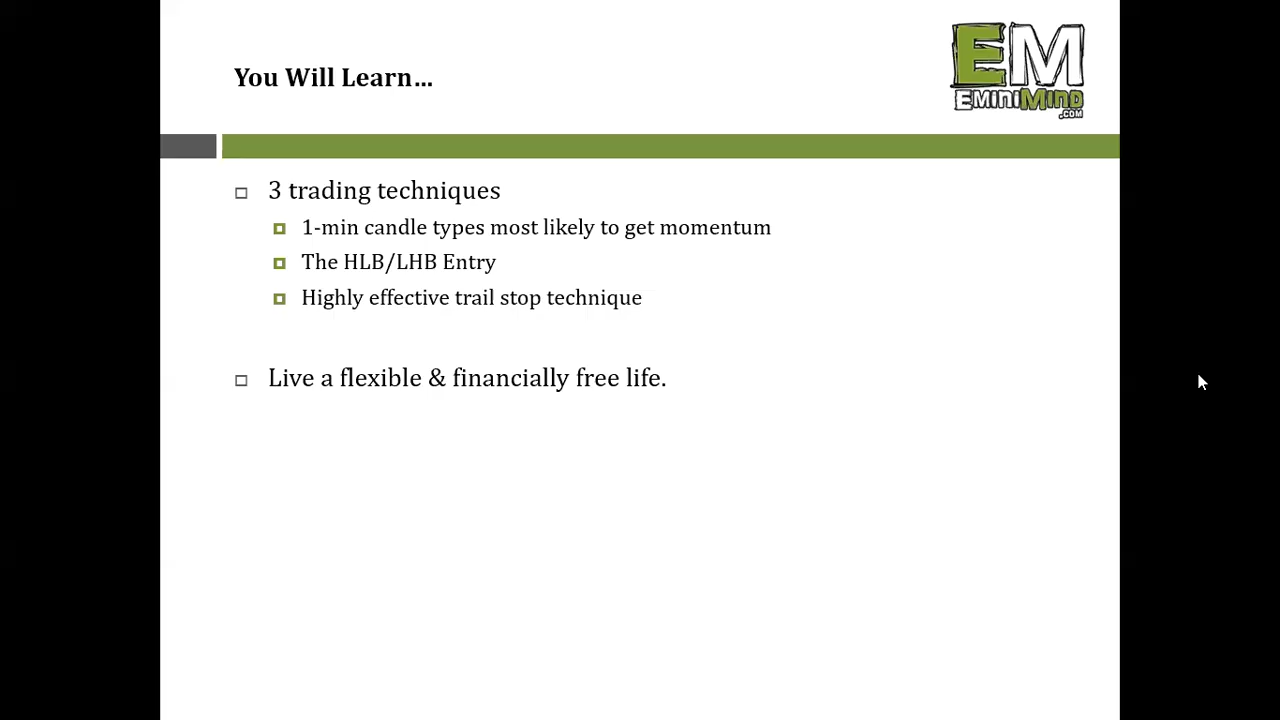 You Will Learn…
EM
EMiniMind
.COM
3 trading techniques
1-min candle types most likely to get momentum
The HLB/LHB Entry
Highly effective trail stop technique
Live a flexible & financially free life.